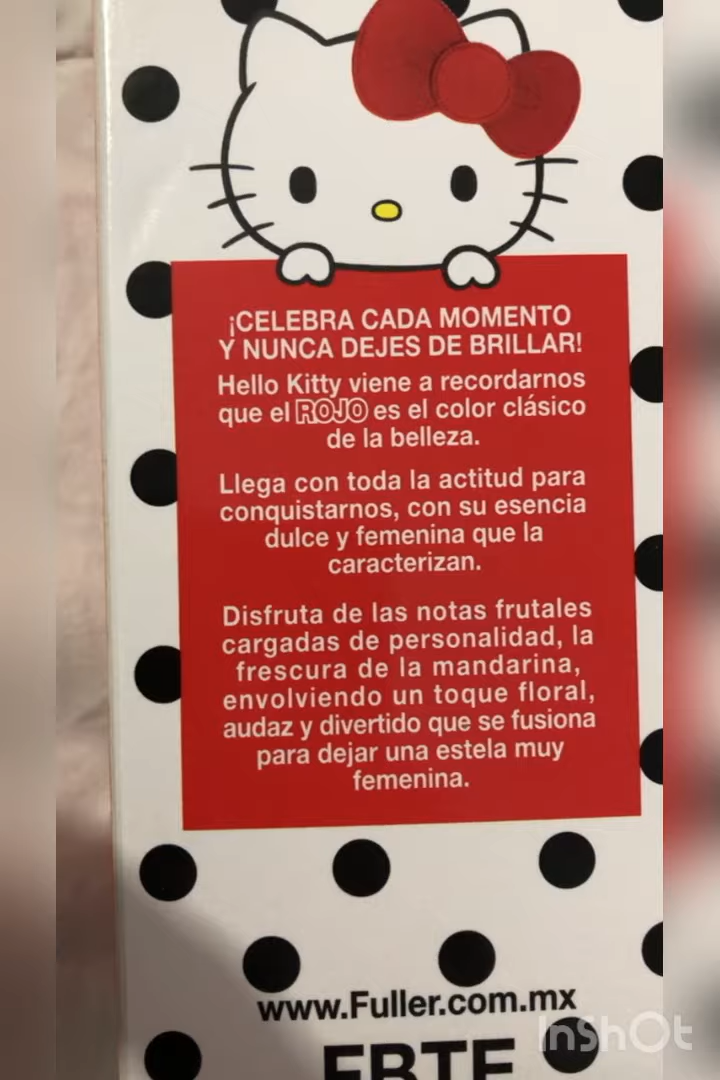 ¡CELEBRA CADA MOMENTO
Y NUNCA DEJES DE BRILLAR!
Hello Kitty viene a recordarnos
que el ROJO es el color clásico
de la belleza.
Llega con toda la actitud para
conquistarnos, con su esencia
dulce y femenina que la
caracterizan.
Disfruta de las notas frutales
cargadas de personalidad, la
frescura de la mandarina,
envolviendo un toque floral,
audaz y divertido que se fusiona
para dejar una estela muy
femenina.
www.Fuller.com.mx
InShOt